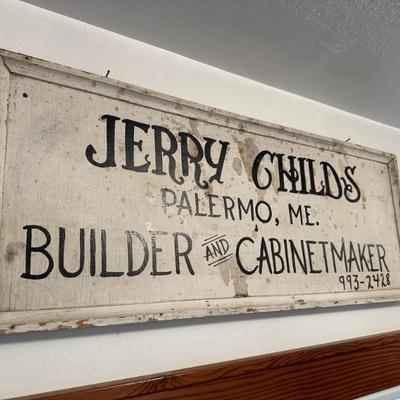 JERRY CHILDS
PALERMO, ME.
BUILDER AND CABINETMAKER
993-2428